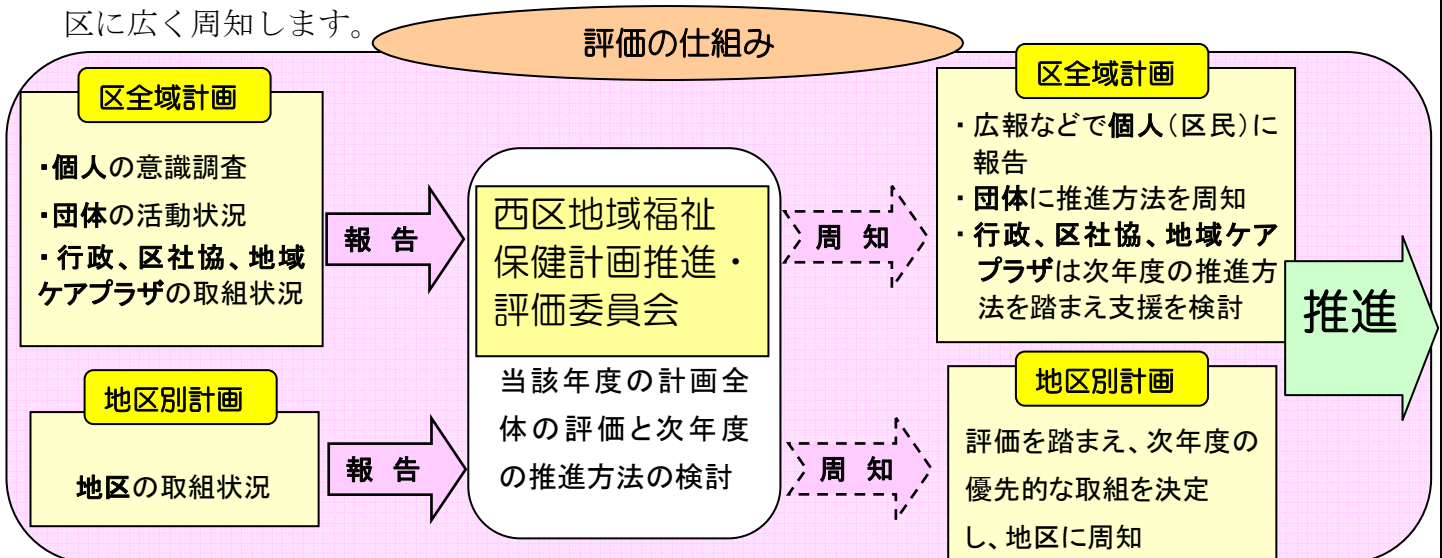 区に広く周知します。
評価の仕組み
区全域計画
・個人の意識調査
・団体の活動状況
・行政、区社協、地域
ケアプラザの取組状況
報 告
地区別計画
地区の取組状況
報 告
西区地域福祉
保健計画推進・
評価委員会
当該年度の計画全
体の評価と次年度
の推進方法の検討
周 知
周 知
区全域計画
・広報などで個人（区民）に
報告
・団体に推進方法を周知
・行政、区社協、地域ケア
プラザは次年度の推進方
法を踏まえ支援を検討
地区別計画
評価を踏まえ、次年度の
優先的な取組を決定
し、地区に周知
推進